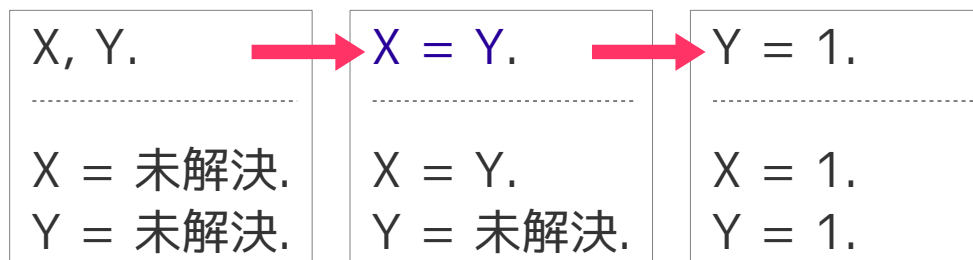 X, Y.
X = 未解決.
Y = 未解決.
X = Y.
X = Y.
Y = 未解決.
Y = 1.
X = 1.
Y = 1.